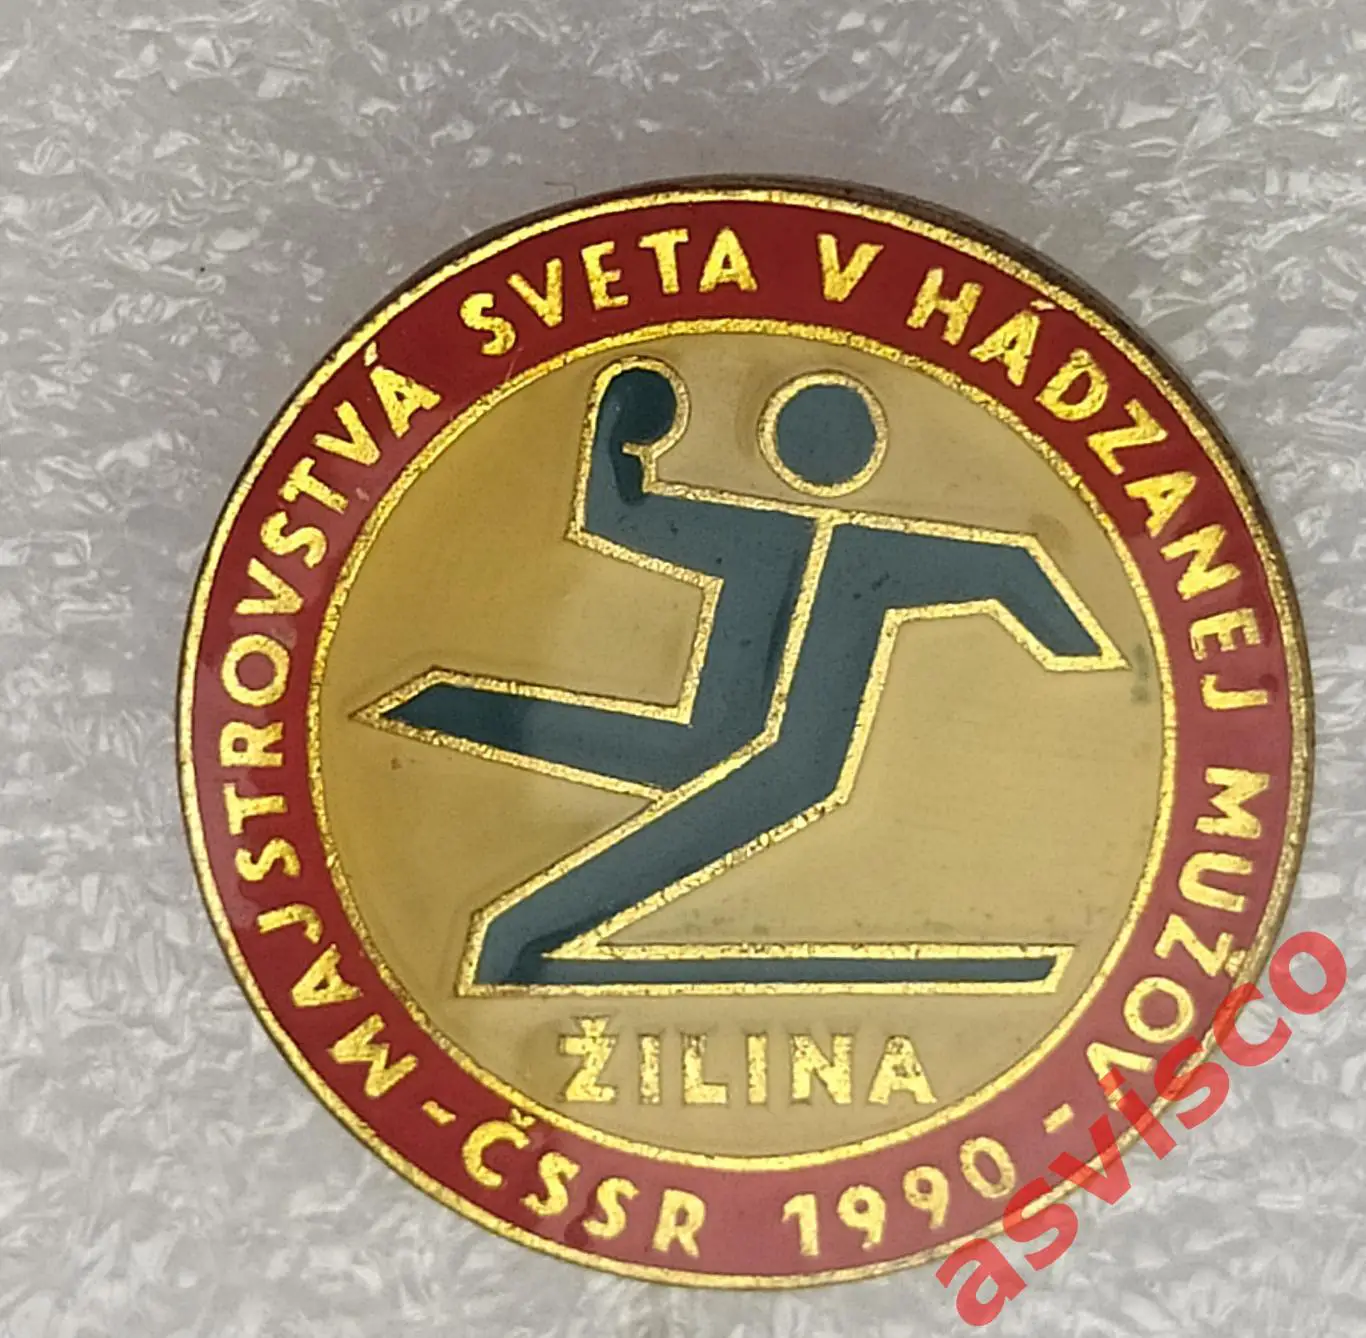 MAJSTROVSTVÁ SVETA V HÁDZANEJ MUŽOV - ČSSR 1990 -
ŽILINA
asvisco